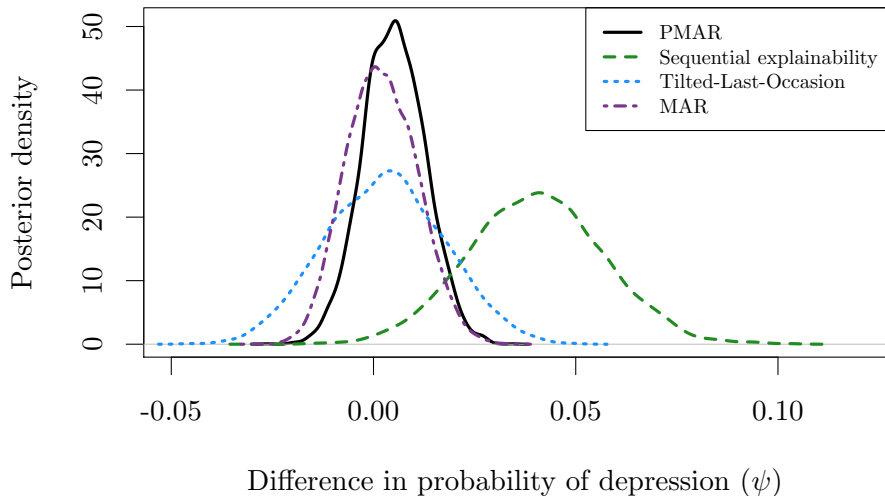 PMAR
Sequential explainability
Tilted-Last-Occasion
MAR
Posterior density
50
40
30
20
10
0
-0.05 0.00 0.05 0.10
Difference in probability of depression (ψ)